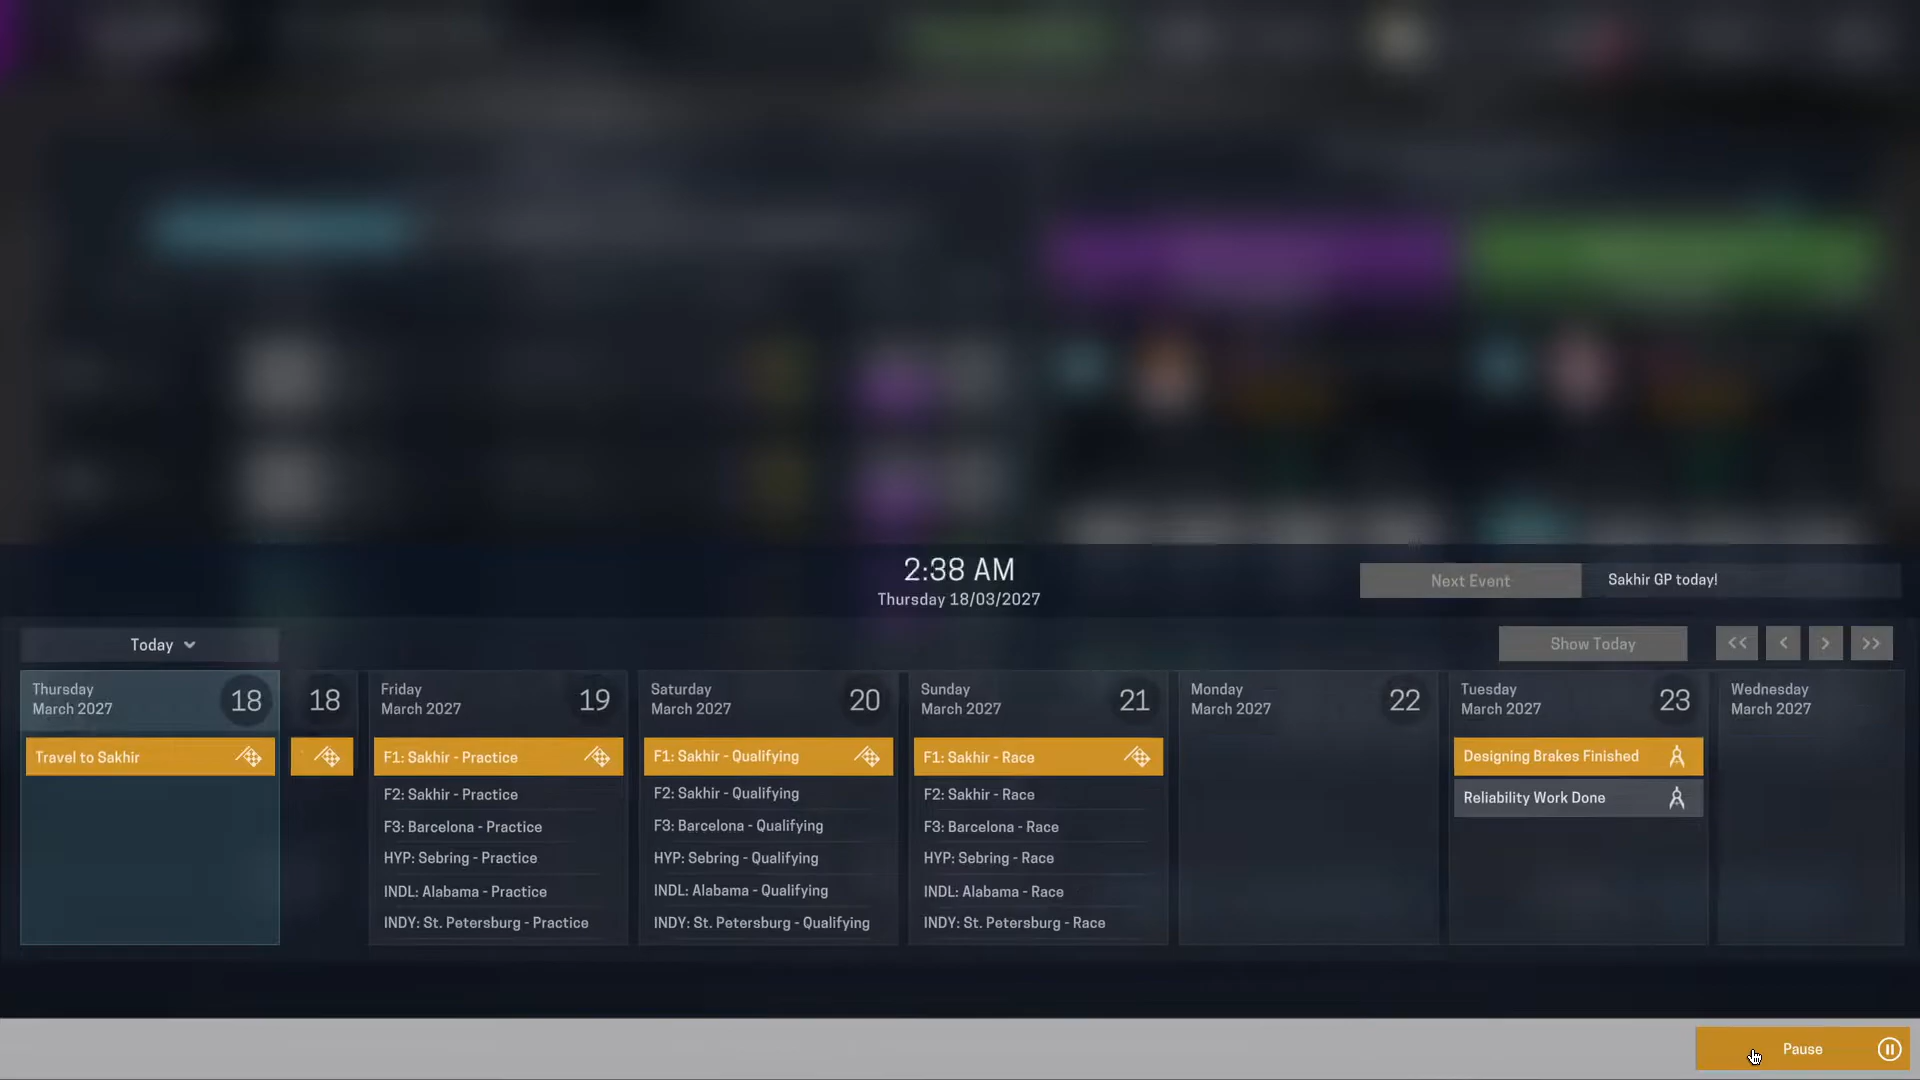 2:38 AM
Thursday 18/03/2027
Next Event
Sakhir GP today!
Today
Show Today
<< < > >>
Thursday
March 2027
18
Travel to Sakhir
18
Friday
March 2027
19
F1: Sakhir - Practice
F2: Sakhir - Practice
F3: Barcelona - Practice
HYP: Sebring - Practice
INDL: Alabama - Practice
INDY: St. Petersburg - Practice
Saturday
March 2027
20
F1: Sakhir - Qualifying
F2: Sakhir - Qualifying
F3: Barcelona - Qualifying
HYP: Sebring - Qualifying
INDL: Alabama - Qualifying
INDY: St. Petersburg - Qualifying
Sunday
March 2027
21
F1: Sakhir - Race
F2: Sakhir - Race
F3: Barcelona - Race
HYP: Sebring - Race
INDL: Alabama - Race
INDY: St. Petersburg - Race
Monday
March 2027
22
Tuesday
March 2027
23
Designing Brakes Finished
Reliability Work Done
Wednesday
March 2027
Pause